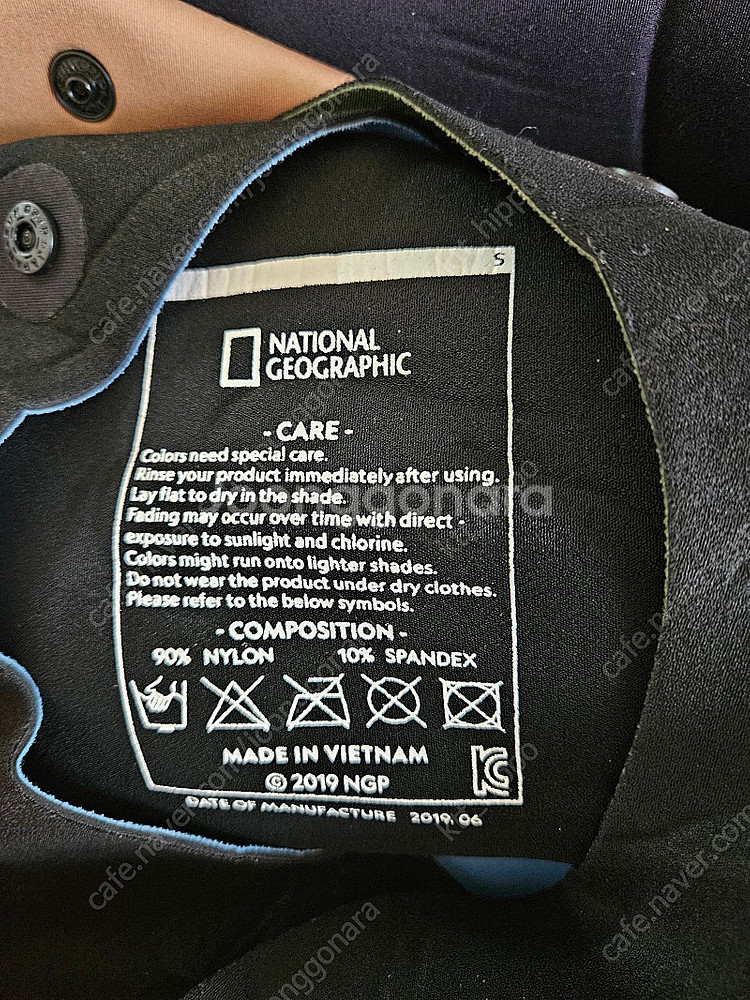 S
NATIONAL
GEOGRAPHIC
- CARE -
Colors need special care.
Rinse your product immediately after using.
Lay flat to dry in the shade.
Fading may occur over time with direct -
exposure to sunlight and chlorine.
Colors might run onto lighter shades.
Do not wear the product under dry clothes.
Please refer to the below symbols.
- COMPOSITION -
90% NYLON 10% SPANDEX
MADE IN VIETNAM
© 2019 NGP
DATE OF MANUFACTURE 2019. 06
joonggonara